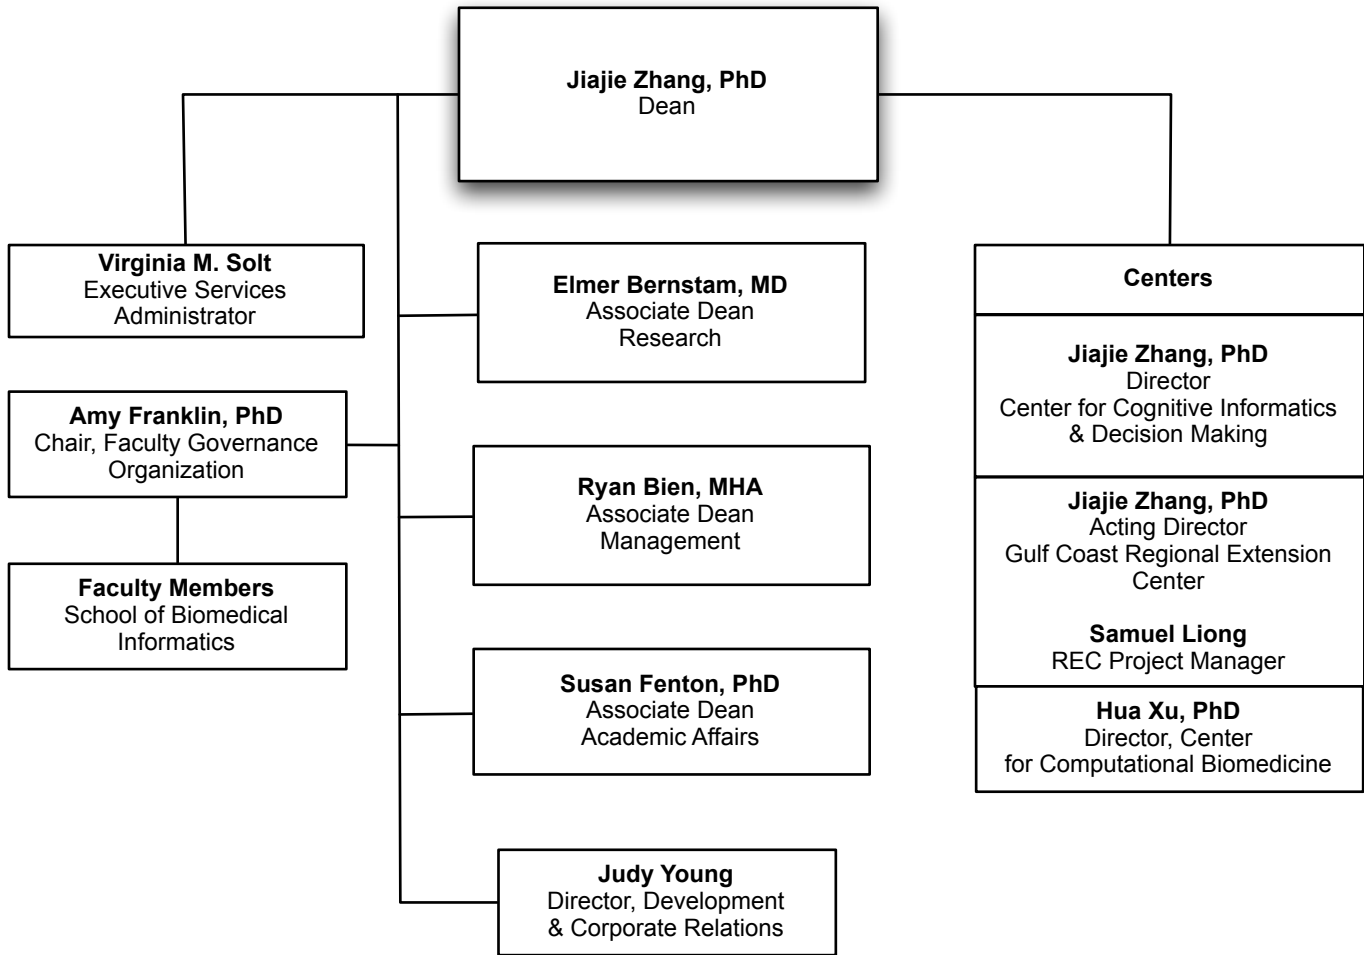 Jiajie Zhang, PhD
Dean
Virginia M. Solt
Executive Services
Administrator
Amy Franklin, PhD
Chair, Faculty Governance
Organization
Faculty Members
School of Biomedical
Informatics
Elmer Bernstam, MD
Associate Dean
Research
Ryan Bien, MHA
Associate Dean
Management
Susan Fenton, PhD
Associate Dean
Academic Affairs
Judy Young
Director, Development
& Corporate Relations
Centers
Jiajie Zhang, PhD
Director
Center for Cognitive Informatics
& Decision Making
Jiajie Zhang, PhD
Acting Director
Gulf Coast Regional Extension
Center
Samuel Liong
REC Project Manager
Hua Xu, PhD
Director, Center
for Computational Biomedicine